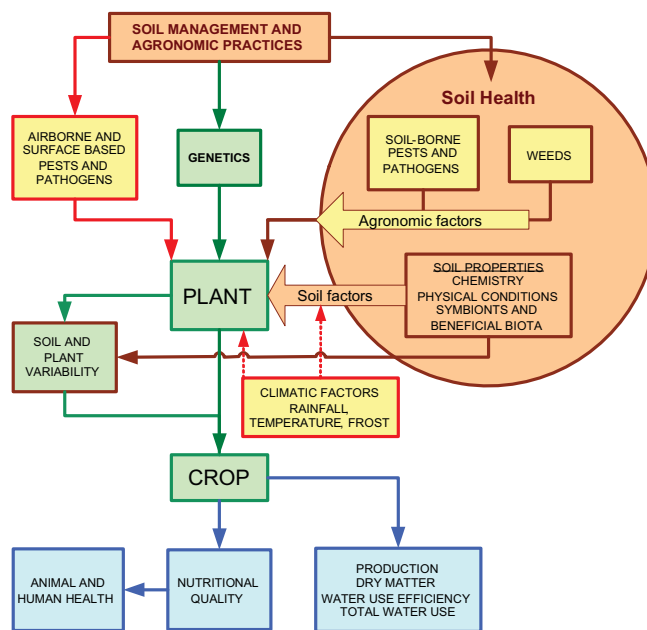 SOIL MANAGEMENT AND
AGRONOMIC PRACTICES
Soil Health
AIRBORNE AND
SURFACE BASED
PESTS AND
PATHOGENS
GENETICS
SOIL-BORNE
PESTS AND
PATHOGENS
WEEDS
Agronomic factors
PLANT
Soil factors
SOIL PROPERTIES
CHEMISTRY
PHYSICAL CONDITIONS
SYMBIONTS AND
BENEFICIAL BIOTA
SOIL AND
PLANT
VARIABILITY
CLIMATIC FACTORS
RAINFALL,
TEMPERATURE, FROST
CROP
ANIMAL AND
HUMAN HEALTH
NUTRITIONAL
QUALITY
PRODUCTION
DRY MATTER
WATER USE EFFICIENCY
TOTAL WATER USE